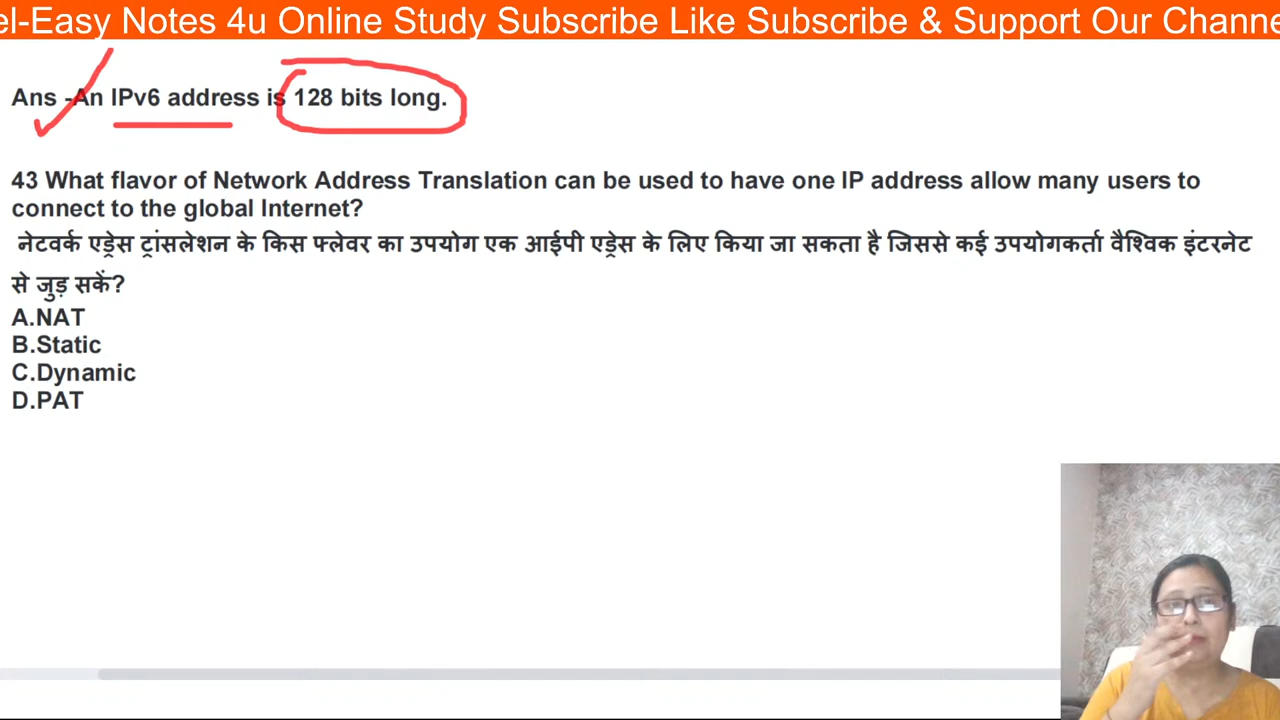 el-Easy Notes 4u Online Study Subscribe Like Subscribe & Support Our Channe
Ans -An IPv6 address is 128 bits long.
43 What flavor of Network Address Translation can be used to have one IP address allow many users to
connect to the global Internet?
नेटवर्क एड्रेस ट्रांसलेशन के किस फ्लेवर का उपयोग एक आईपी एड्रेस के लिए किया जा सकता है जिससे कई उपयोगकर्ता वैश्विक इंटरनेट
से जुड़ सकें?
A.NAT
B.Static
C.Dynamic
D.PAT